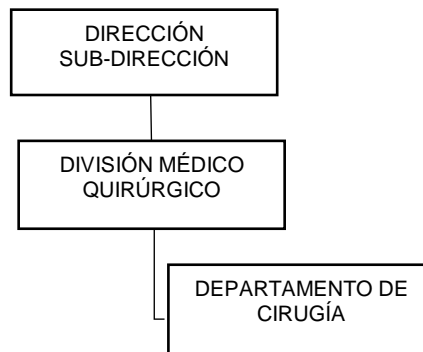 DIRECCIÓN
SUB-DIRECCIÓN
DIVISIÓN MÉDICO
QUIRÚRGICO
DEPARTAMENTO DE
CIRUGÍA